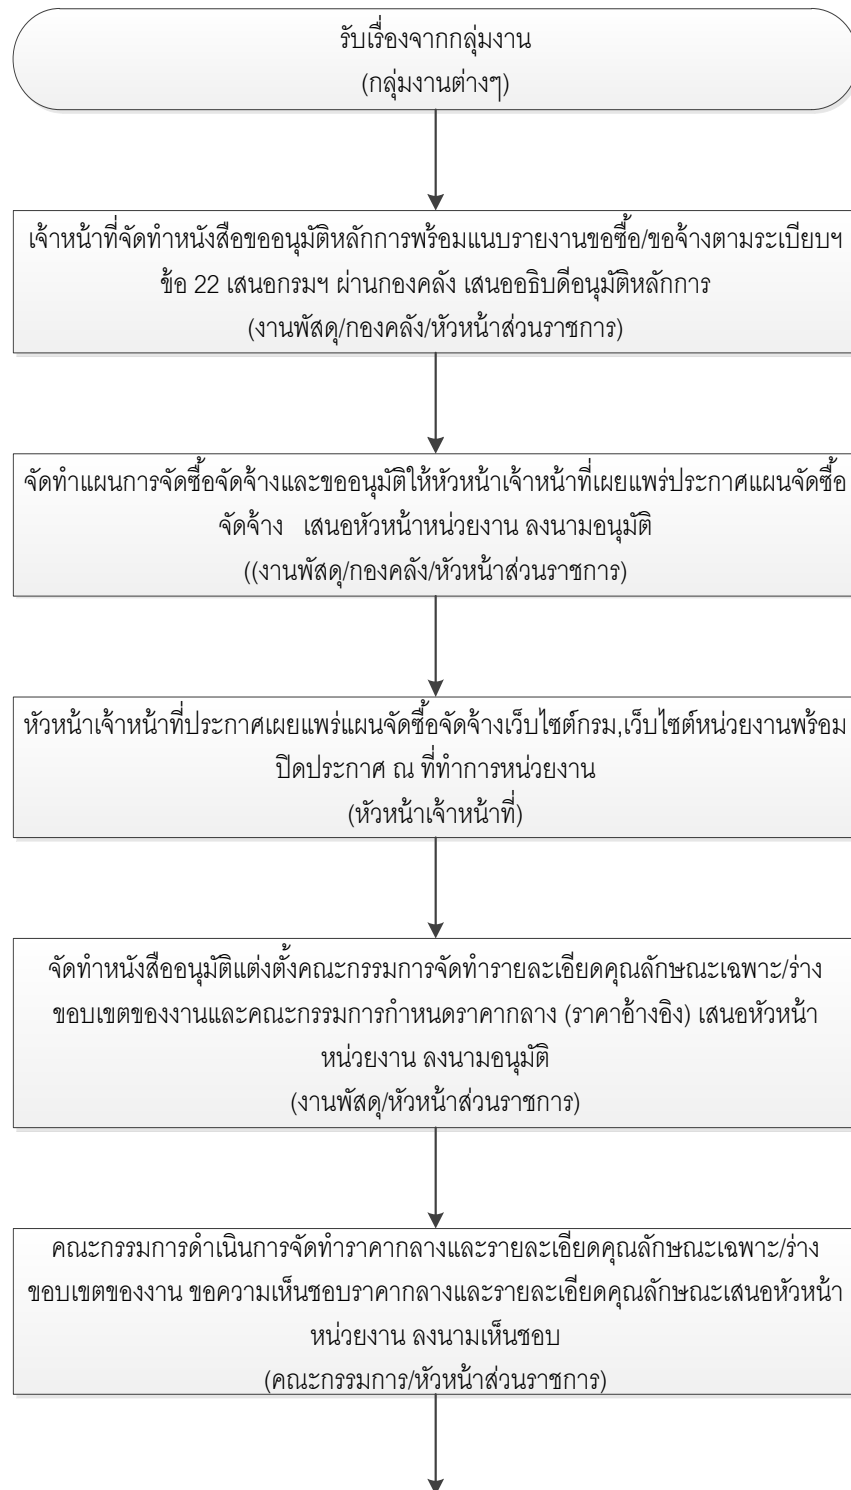 รับเรื่องจากกลุ่มงาน
(กลุ่มงานต่างๆ)
เจ้าหน้าที่จัดทำหนังสือขออนุมัติหลักการพร้อมแนบรายงานขอซื้อ/ขอจ้างตามระเบียบฯ
ข้อ 22 เสนอกรมฯ ผ่านกองคลัง เสนออธิบดีอนุมัติหลักการ
(งานพัสดุ/กองคลัง/หัวหน้าส่วนราชการ)
จัดทำแผนการจัดซื้อจัดจ้างและขออนุมัติให้หัวหน้าเจ้าหน้าที่เผยแพร่ประกาศแผนจัดซื้อ
จัดจ้าง เสนอหัวหน้าหน่วยงาน ลงนามอนุมัติ
((งานพัสดุ/กองคลัง/หัวหน้าส่วนราชการ)
หัวหน้าเจ้าหน้าที่ประกาศเผยแพร่แผนจัดซื้อจัดจ้างเว็บไซต์กรม,เว็บไซต์หน่วยงานพร้อม
ปิดประกาศ ณ ที่ทำการหน่วยงาน
(หัวหน้าเจ้าหน้าที่)
จัดทำหนังสืออนุมัติแต่งตั้งคณะกรรมการจัดทำรายละเอียดคุณลักษณะเฉพาะ/ร่าง
ขอบเขตของงานและคณะกรรมการกำหนดราคากลาง (ราคาอ้างอิง) เสนอหัวหน้า
หน่วยงาน ลงนามอนุมัติ
(งานพัสดุ/หัวหน้าส่วนราชการ)
คณะกรรมการดำเนินการจัดทำราคากลางและรายละเอียดคุณลักษณะเฉพาะ/ร่าง
ขอบเขตของงาน ขอความเห็นชอบราคากลางและรายละเอียดคุณลักษณะเสนอหัวหน้า
หน่วยงาน ลงนามเห็นชอบ
(คณะกรรมการ/หัวหน้าส่วนราชการ)